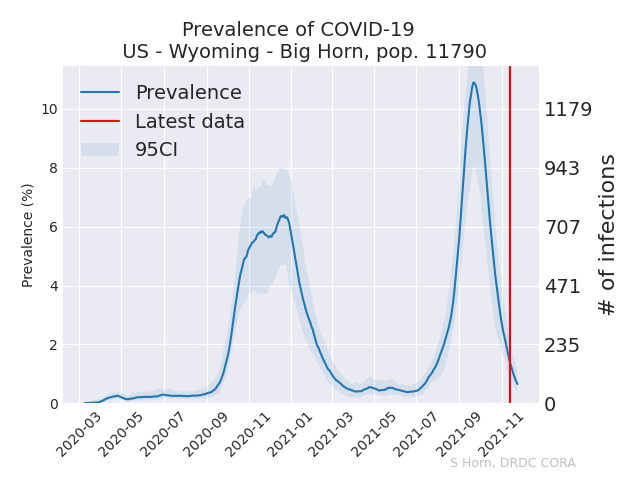 Prevalence of COVID-19
US - Wyoming - Big Horn, pop. 11790
Prevalence
Latest data
95CI
Prevalence (%)
10
8
6
4
2
0
1179
943
707
471
235
0
# of infections
2020-03
2020-05
2020-07
2020-09
2020-11
2021-01
2021-03
2021-05
2021-07
2021-09
2021-11
S Horn, DRDC CORA